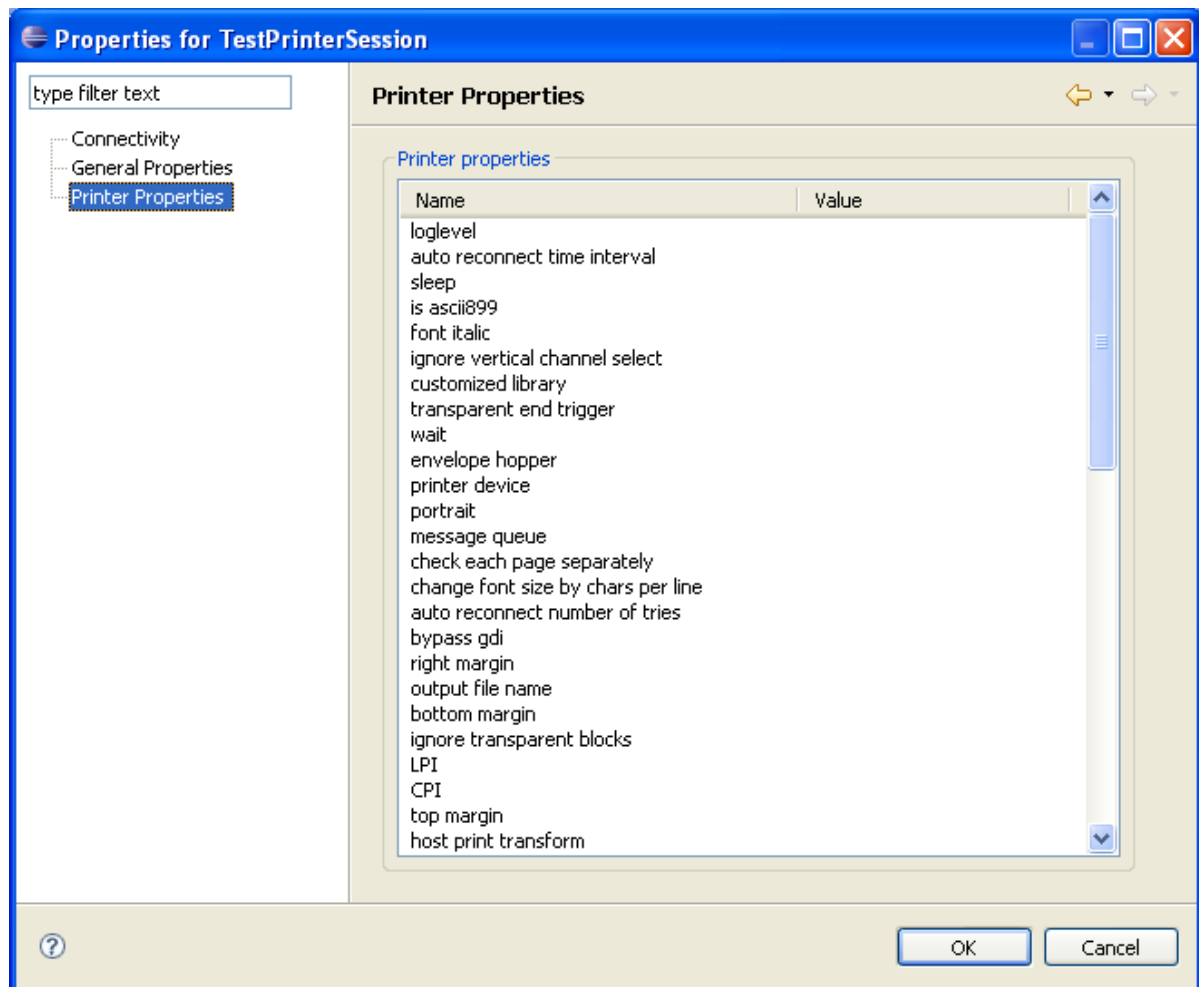 Properties for TestPrinterSession
type filter text
Connectivity
General Properties
Printer Properties
Printer Properties
Printer properties
Name Value
loglevel
auto reconnect time interval
sleep
is ascii899
font italic
ignore vertical channel select
customized library
transparent end trigger
wait
envelope hopper
printer device
portrait
message queue
check each page separately
change font size by chars per line
auto reconnect number of tries
bypass gdi
right margin
output file name
bottom margin
ignore transparent blocks
LPI
CPI
top margin
host print transform
OK Cancel